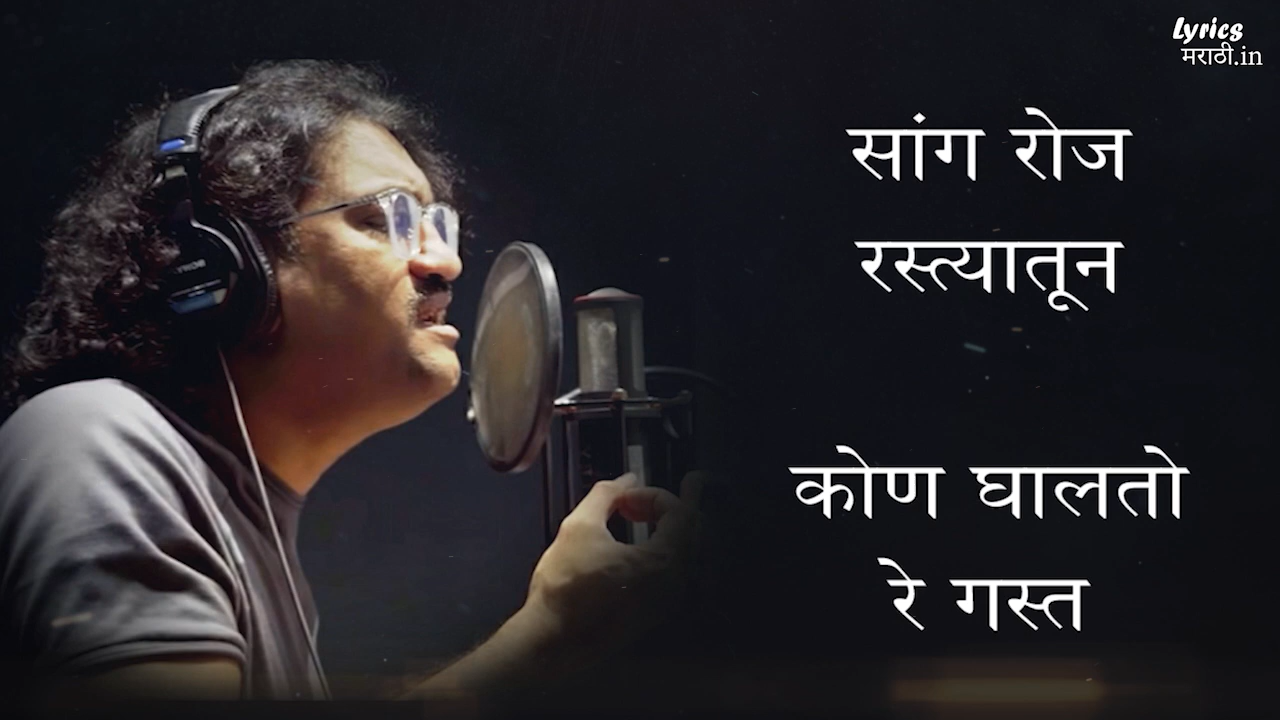 Lyrics
मराठी.in
सांग रोज
रस्त्यातून
कोण घालतो
रे गस्त